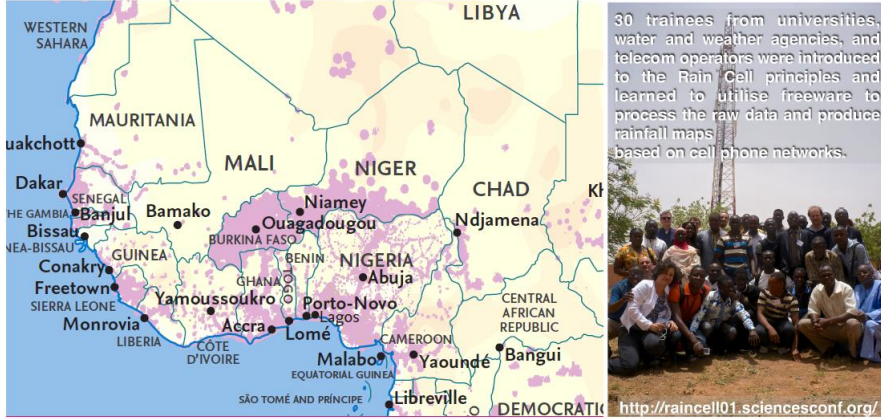 LIBYA
WESTERN
SAHARA
MAURITANIA
uakchott
MALI
NIGER
CHAD
Kh
Dakar
SENEGAL
THE GAMBIA
Banjul
Bamako
Niamey
Ouagadougou
BURKINA FASO
Ndjamena
Bissau
NEA-BISSAU
GUINEA
BENIN
NIGERIA
Abuja
Conakry
Freetown
SIERRA LEONE
Yamoussoukro
GHANA
TOGO
Porto-Novo
Lagos
CENTRAL
AFRICAN
REPUBLIC
Monrovia
LIBERIA
Accra
Lomé
CÔTE
D'IVOIRE
CAMEROON
Malabo
Yaoundé
Bangui
EQUATORIAL GUINEA
SÃO TOMÉ AND PRÍNCIPE
Libreville
DEMOCRATIC
30 trainees from universities,
water and weather agencies, and
telecom operators were introduced
to the Rain Cell principles and
learned to utilise freeware to
process the raw data and produce
rainfall maps
based on cell phone networks.
http://raincell01.sciencesconf.org/